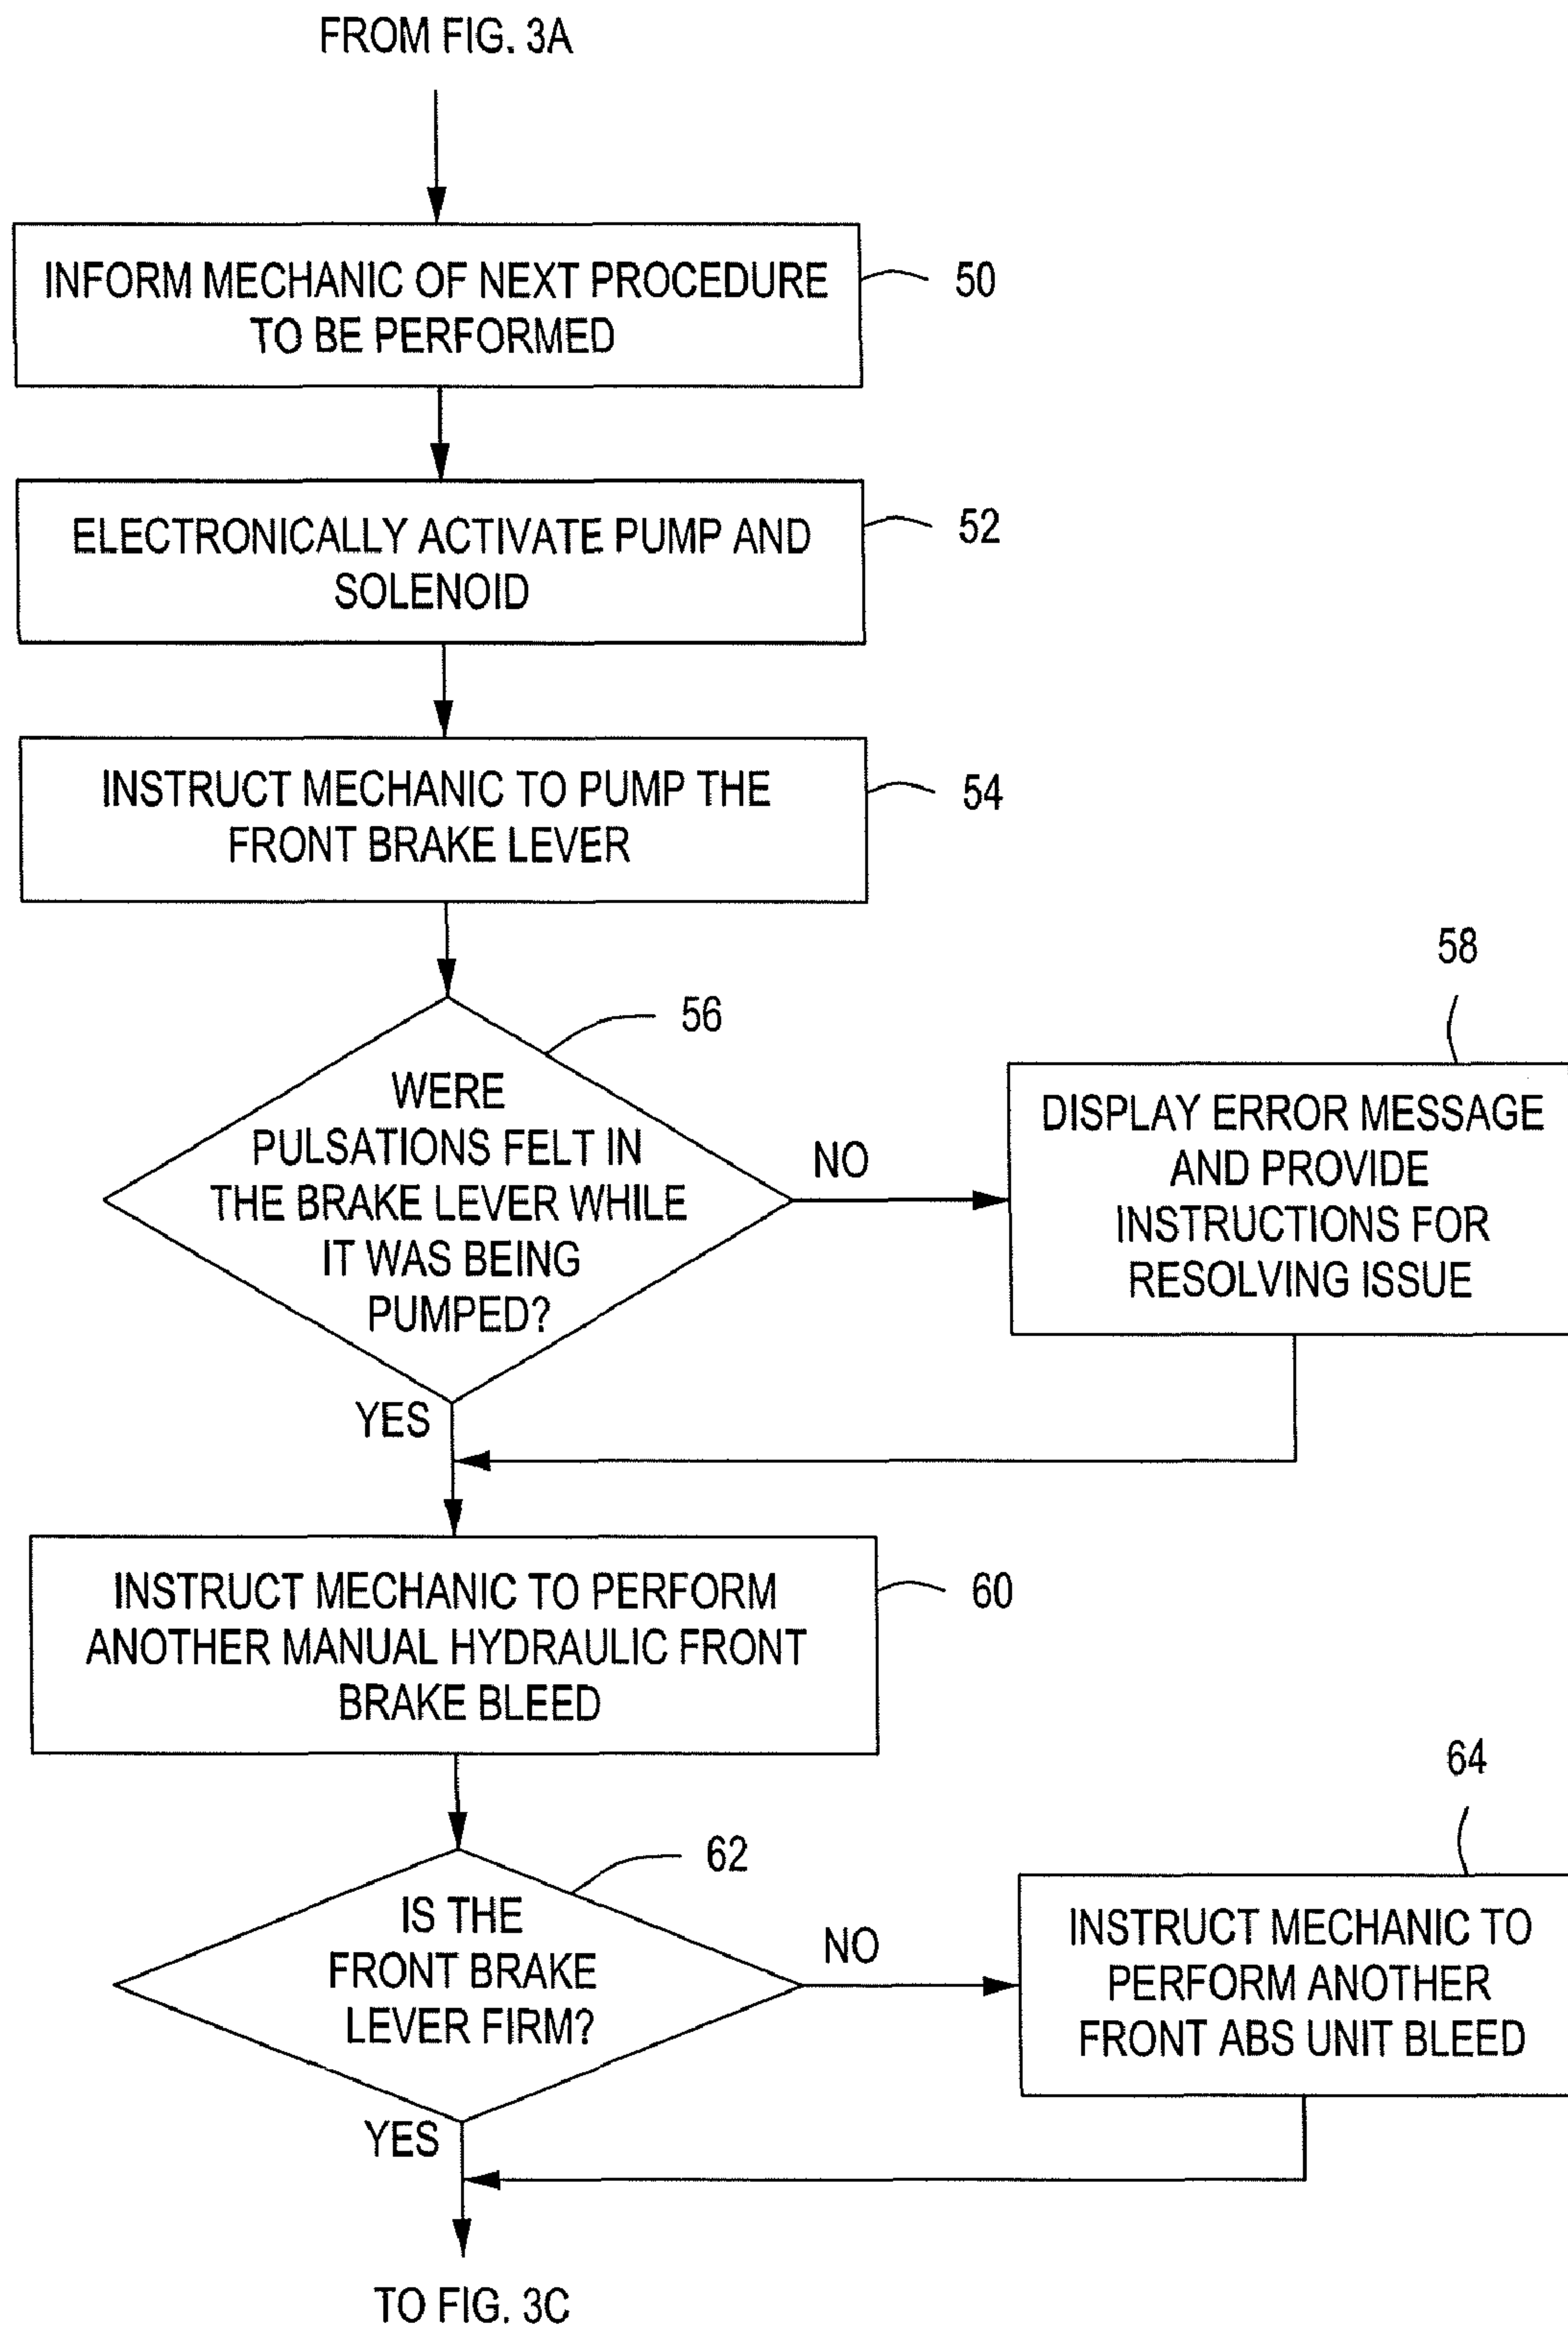 FROM FIG. 3A
INFORM MECHANIC OF NEXT PROCEDURE
TO BE PERFORMED
50
ELECTRONICALLY ACTIVATE PUMP AND
SOLENOID
52
INSTRUCT MECHANIC TO PUMP THE
FRONT BRAKE LEVER
54
56
WERE
PULSATIONS FELT IN
THE BRAKE LEVER WHILE
IT WAS BEING
PUMPED?
NO
58
DISPLAY ERROR MESSAGE
AND PROVIDE
INSTRUCTIONS FOR
RESOLVING ISSUE
YES
INSTRUCT MECHANIC TO PERFORM
ANOTHER MANUAL HYDRAULIC FRONT
BRAKE BLEED
60
62
IS THE
FRONT BRAKE
LEVER FIRM?
NO
64
INSTRUCT MECHANIC TO
PERFORM ANOTHER
FRONT ABS UNIT BLEED
YES
TO FIG. 3C